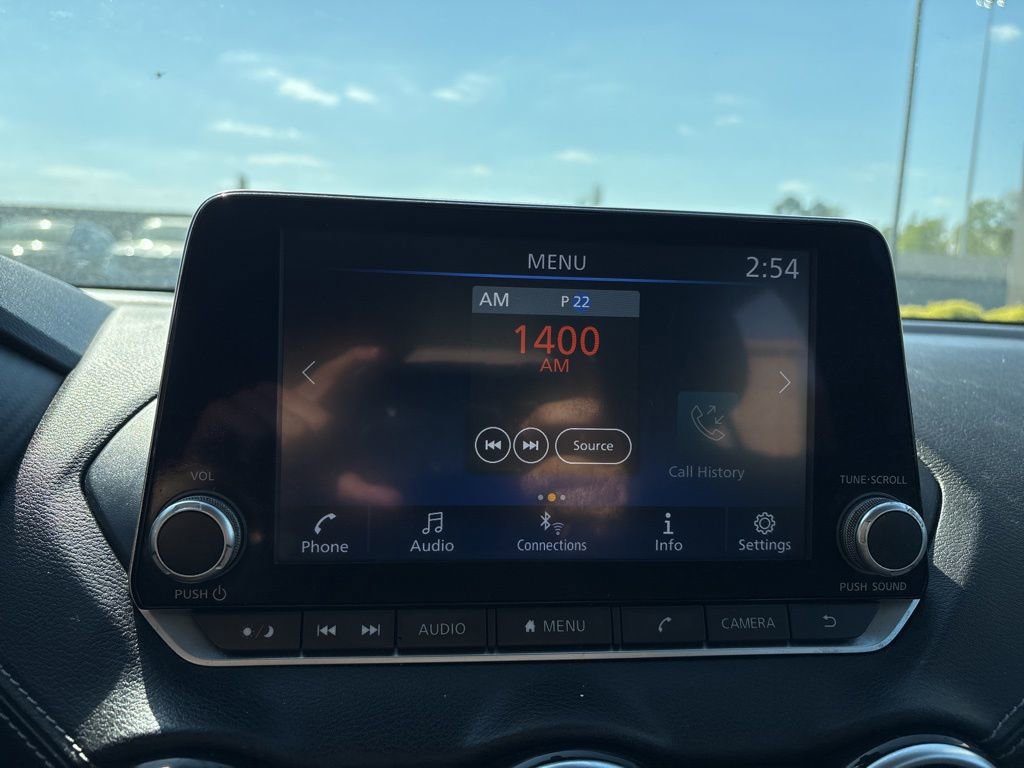 MENU
2:54
AM P 22
1400
AM
Source
Call History
VOL
TUNE·SCROLL
Phone
Audio
Connections
Info
Settings
PUSH
PUSH SOUND
AUDIO
MENU
CAMERA